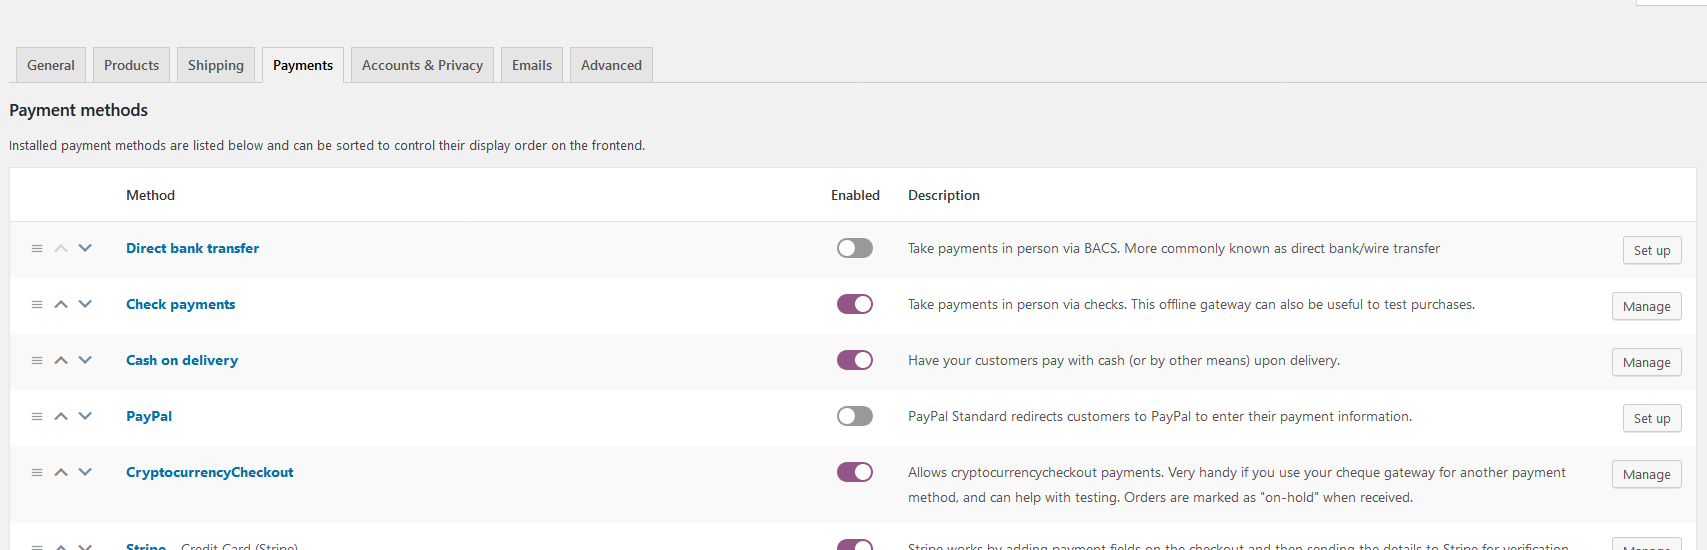 General Products Shipping Payments Accounts & Privacy Emails Advanced
Payment methods
Installed payment methods are listed below and can be sorted to control their display order on the frontend.
Method Enabled Description
Direct bank transfer Take payments in person via BACS. More commonly known as direct bank/wire transfer Set up
Check payments Take payments in person via checks. This offline gateway can also be useful to test purchases. Manage
Cash on delivery Have your customers pay with cash (or by other means) upon delivery. Manage
PayPal PayPal Standard redirects customers to PayPal to enter their payment information. Set up
CryptocurrencyCheckout Allows cryptocurrencycheckout payments. Very handy if you use your cheque gateway for another payment Manage
method, and can help with testing. Orders are marked as "on-hold" when received.
Stripe – Credit Card (Stripe) Stripe works by adding payment fields on the checkout and then sending the details to Stripe for verification. Manage